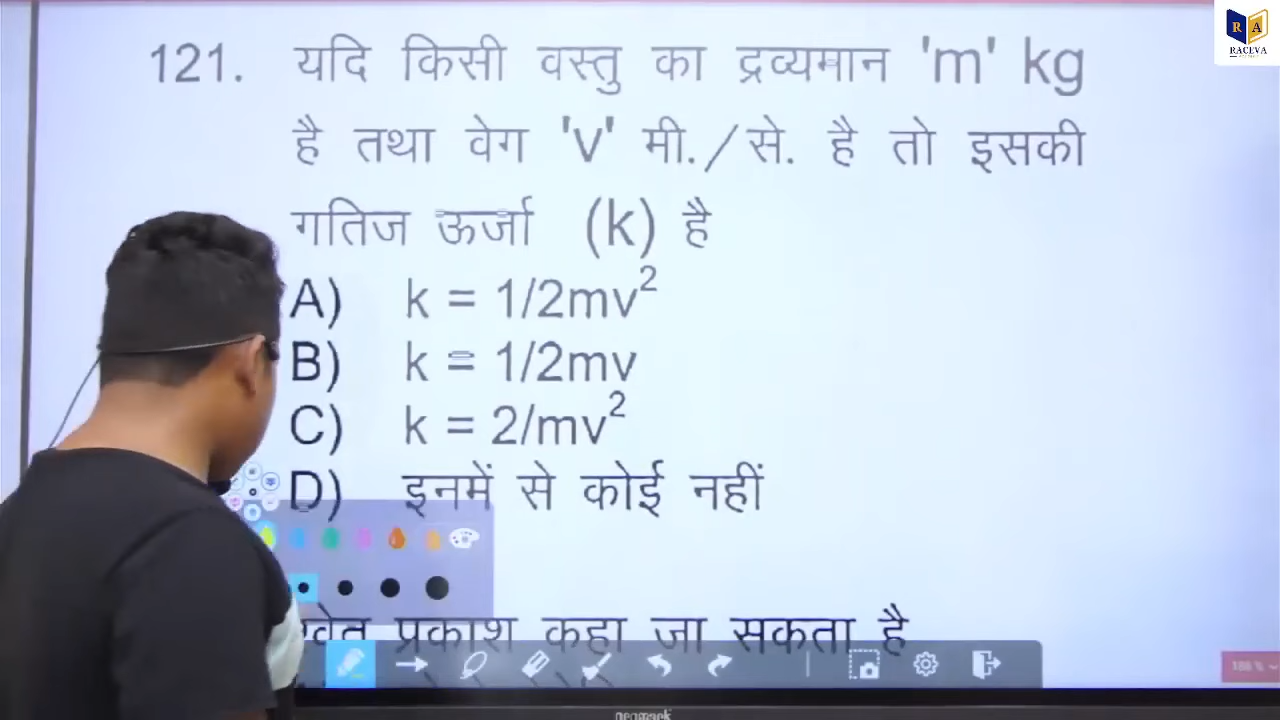 RACEVA
121. यदि किसी वस्तु का द्रव्यमान 'm' kg
है तथा वेग 'v' मी./से. है तो इसकी
गतिज ऊर्जा (k) है
A) k = 1/2mv²
B) k = 1/2mv
C) k = 2/mv²
D) इनमें से कोई नहीं
प्रकाश कहा जा सकता है